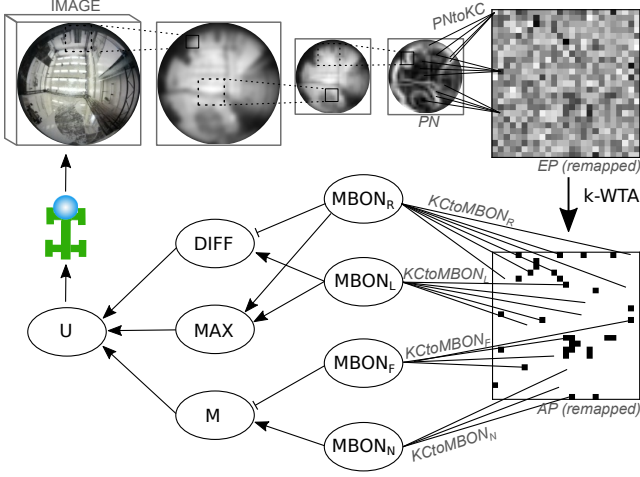 IMAGE
PNtoKC
PN
EP (remapped)
k-WTA
MBON_R
KCtoMBON_R
DIFF
MBON_L
KCtoMBON_L
U
MAX
MBON_F
KCtoMBON_F
AP (remapped)
M
MBON_N
KCtoMBON_N